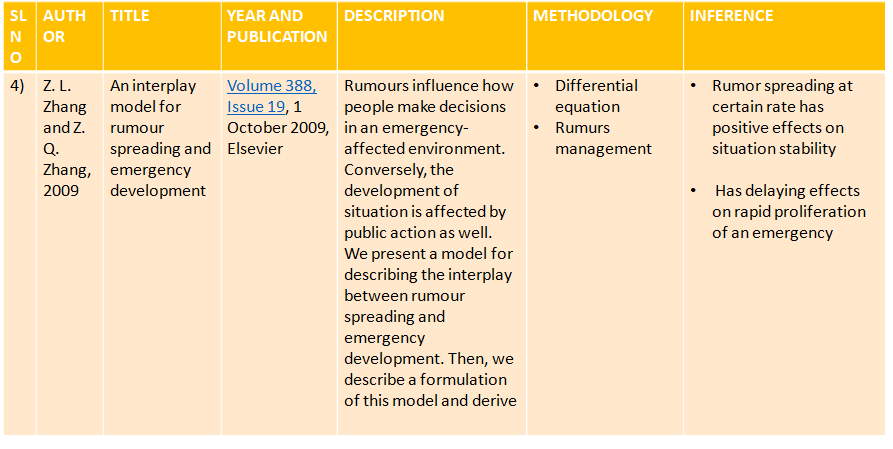 SL
N
O
AUTH
OR
TITLE
YEAR AND
PUBLICATION
DESCRIPTION
METHODOLOGY
INFERENCE
4)
Z. L.
Zhang
and Z.
Q.
Zhang,
2009
An interplay
model for
rumour
spreading and
emergency
development
Volume 388,
Issue 19, 1
October 2009,
Elsevier
Rumours influence how
people make decisions
in an emergency-
affected environment.
Conversely, the
development of
situation is affected by
public action as well.
We present a model for
describing the interplay
between rumour
spreading and
emergency
development. Then, we
describe a formulation
of this model and derive
• Differential
equation
• Rumurs
management
• Rumor spreading at
certain rate has
positive effects on
situation stability
• Has delaying effects
on rapid proliferation
of an emergency